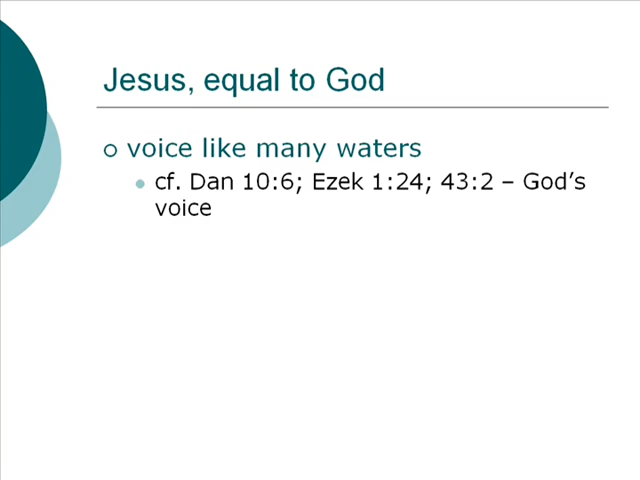 Jesus, equal to God
voice like many waters
cf. Dan 10:6; Ezek 1:24; 43:2 – God's
voice